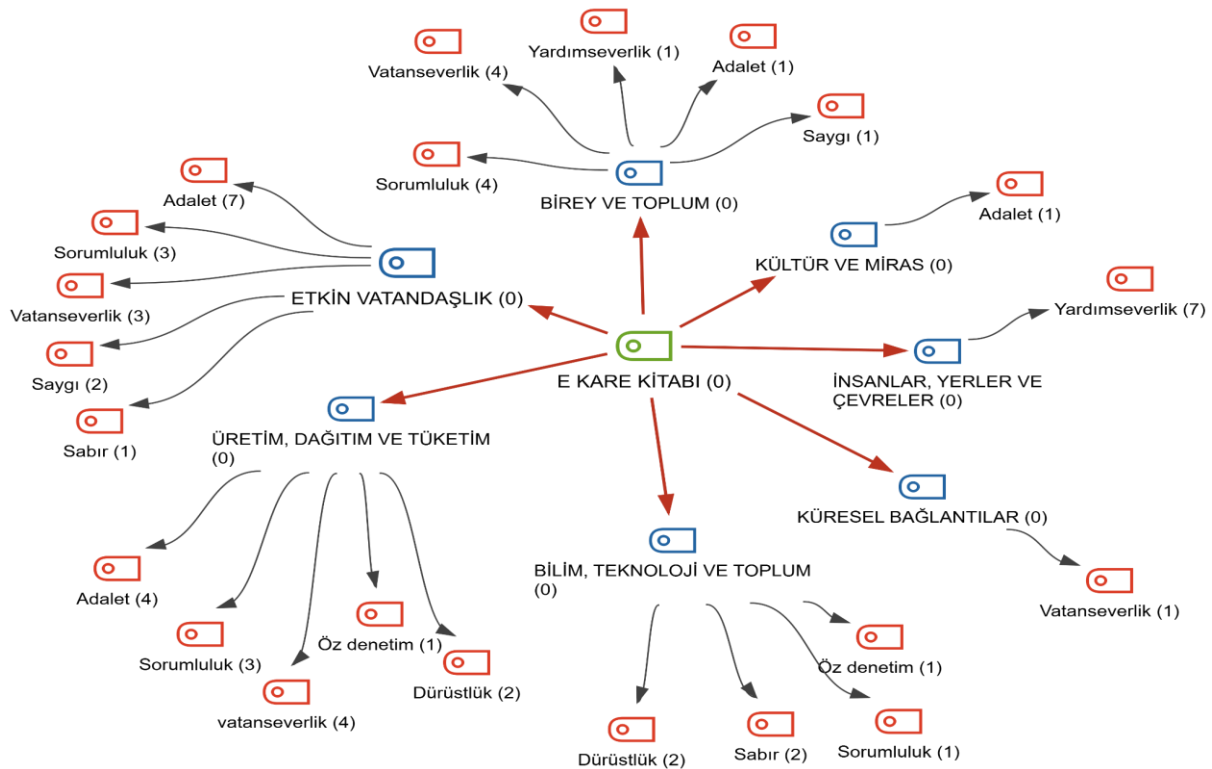 Yardımseverlik (1)
Vatanseverlik (4)
Adalet (1)
Saygı (1)
Sorumluluk (4)
BİREY VE TOPLUM (0)
Adalet (7)
Sorumluluk (3)
Vatanseverlik (3)
Saygı (2)
Sabır (1)
ETKİN VATANDAŞLIK (0)
Adalet (1)
KÜLTÜR VE MİRAS (0)
Yardımseverlik (7)
İNSANLAR, YERLER VE
ÇEVRELER (0)
E KARE KİTABI (0)
ÜRETİM, DAĞITIM VE TÜKETİM
(0)
KÜRESEL BAĞLANTILAR (0)
BİLİM, TEKNOLOJİ VE TOPLUM
(0)
Vatanseverlik (1)
Adalet (4)
Sorumluluk (3)
vatanseverlik (4)
Öz denetim (1)
Dürüstlük (2)
Öz denetim (1)
Dürüstlük (2)
Sabır (2)
Sorumluluk (1)